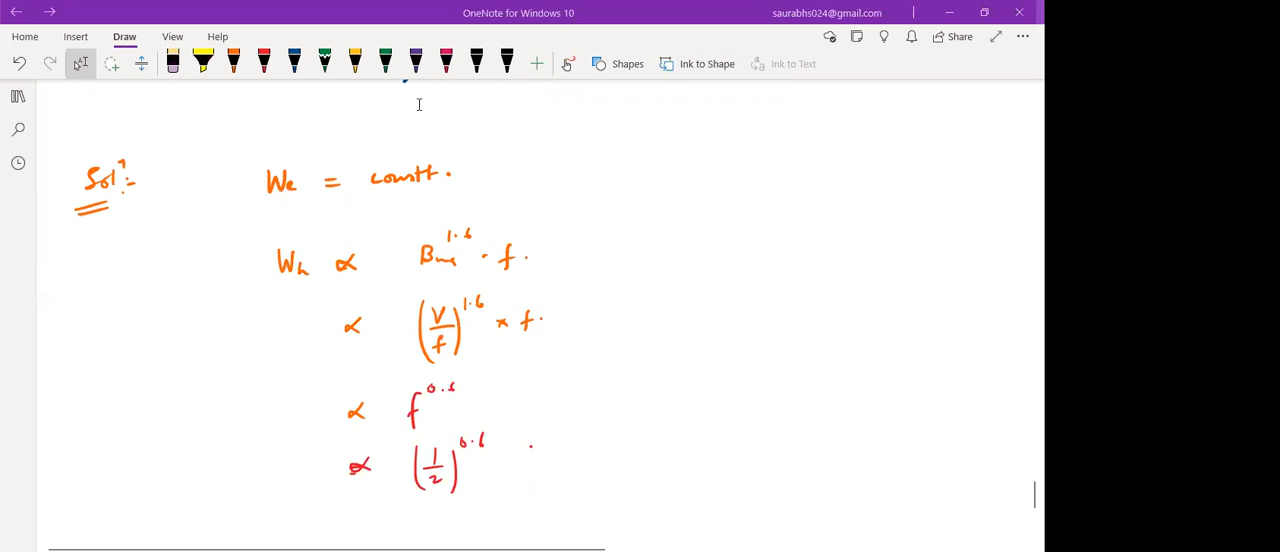 OneNote for Windows 10
saurabhs024@gmail.com
Home Insert Draw View Help
Share
Shapes Ink to Shape Ink to Text
Solⁿ:-
We = constt.
Wh ∝ Bm^1.6 · f.
∝ (V/f)^1.6 × f.
∝ f^0.6
∝ (1/2)^0.6